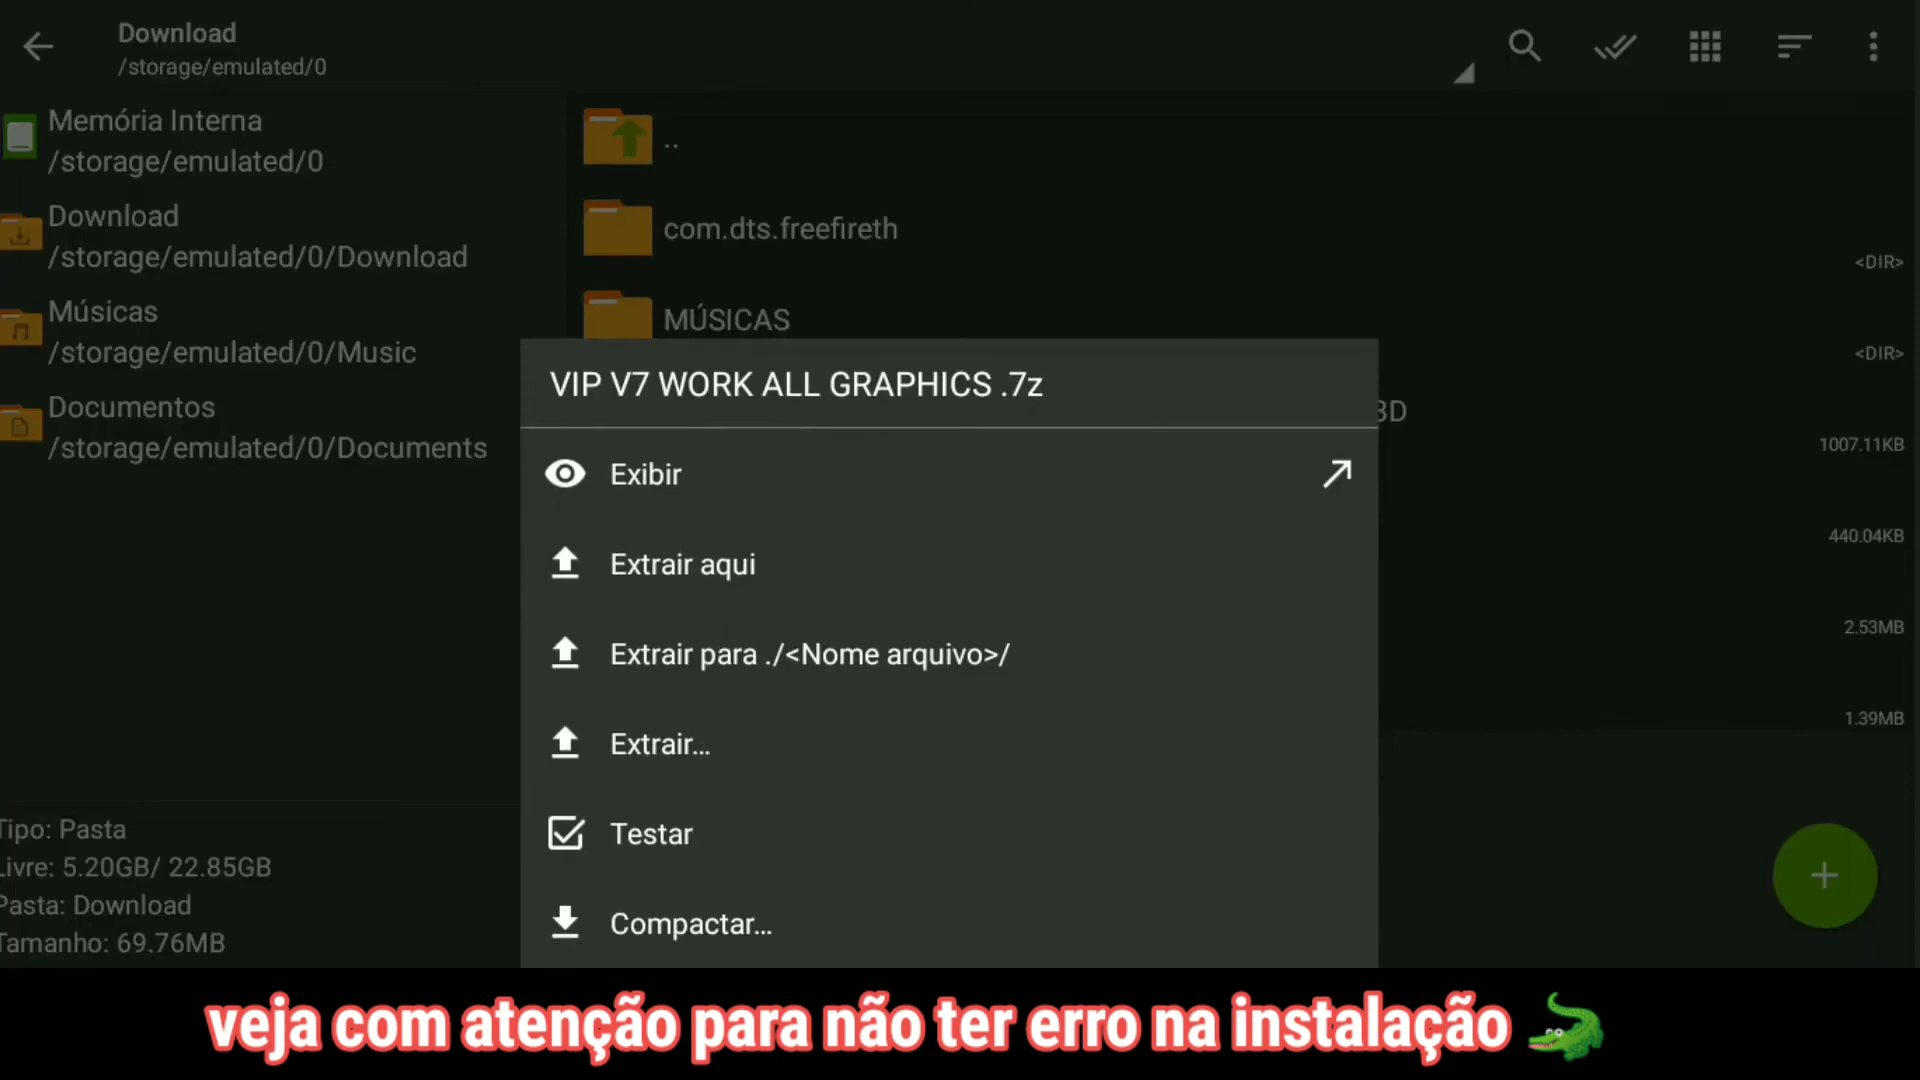 Download
/storage/emulated/0
Memória Interna
/storage/emulated/0
Download
/storage/emulated/0/Download
Músicas
/storage/emulated/0/Music
Documentos
/storage/emulated/0/Documents
Tipo: Pasta
Livre: 5.20GB/ 22.85GB
Pasta: Download
Tamanho: 69.76MB
..
com.dts.freefireth
<DIR>
MÚSICAS
<DIR>
1007.11KB
440.04KB
2.53MB
1.39MB
VIP V7 WORK ALL GRAPHICS .7z
Exibir
Extrair aqui
Extrair para ./<Nome arquivo>/
Extrair...
Testar
Compactar...
veja com atenção para não ter erro na instalação 🐊